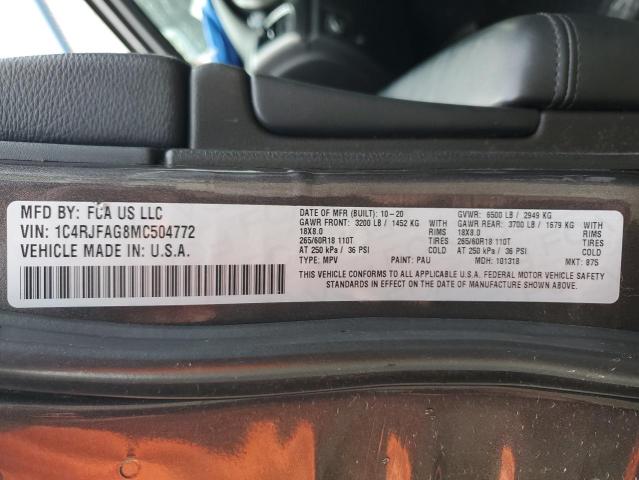 MFD BY: FCA US LLC
VIN: 1C4RJFAG8MC504772
VEHICLE MADE IN: U.S.A.
DATE OF MFR (BUILT): 10-20 GVWR: 6500 LB / 2949 KG
GAWR FRONT: 3200 LB / 1452 KG GAWR REAR: 3700 LB / 1679 KG
18X8.0 18X8.0
265/60R18 110T TIRES 265/60R18 110T TIRES
AT 250 kPa / 36 PSI COLD AT 250 kPa / 36 PSI COLD
TYPE: MPV PAINT: PAU MDH: 101318 MKT: 875
THIS VEHICLE CONFORMS TO ALL APPLICABLE U.S.A. FEDERAL MOTOR VEHICLE SAFETY
STANDARDS IN EFFECT ON THE DATE OF MANUFACTURE SHOWN ABOVE.